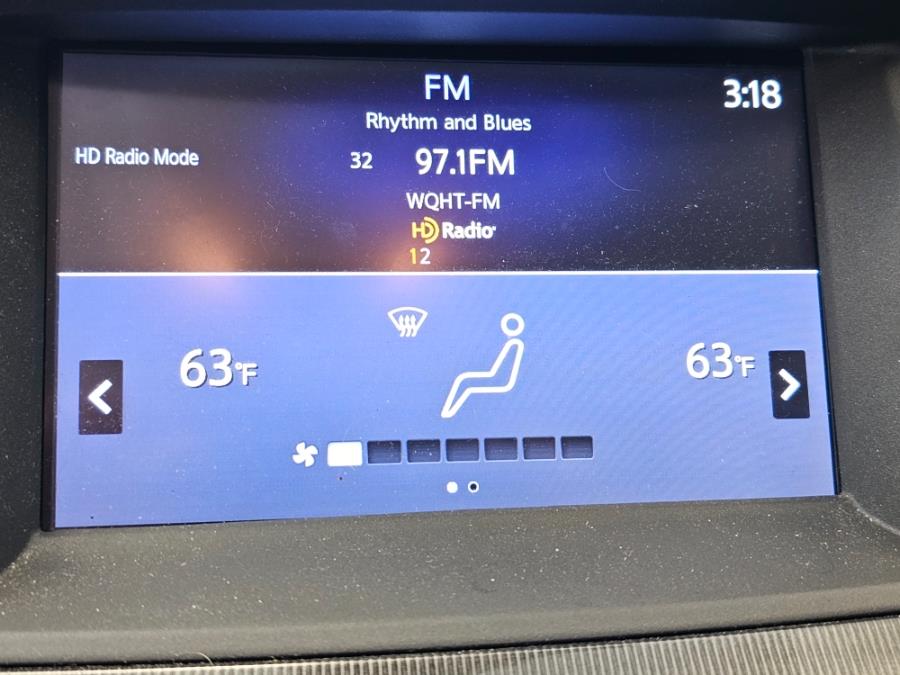 FM
3:18
Rhythm and Blues
HD Radio Mode
32 97.1FM
WQHT-FM
HD Radio
12
63°F
63°F